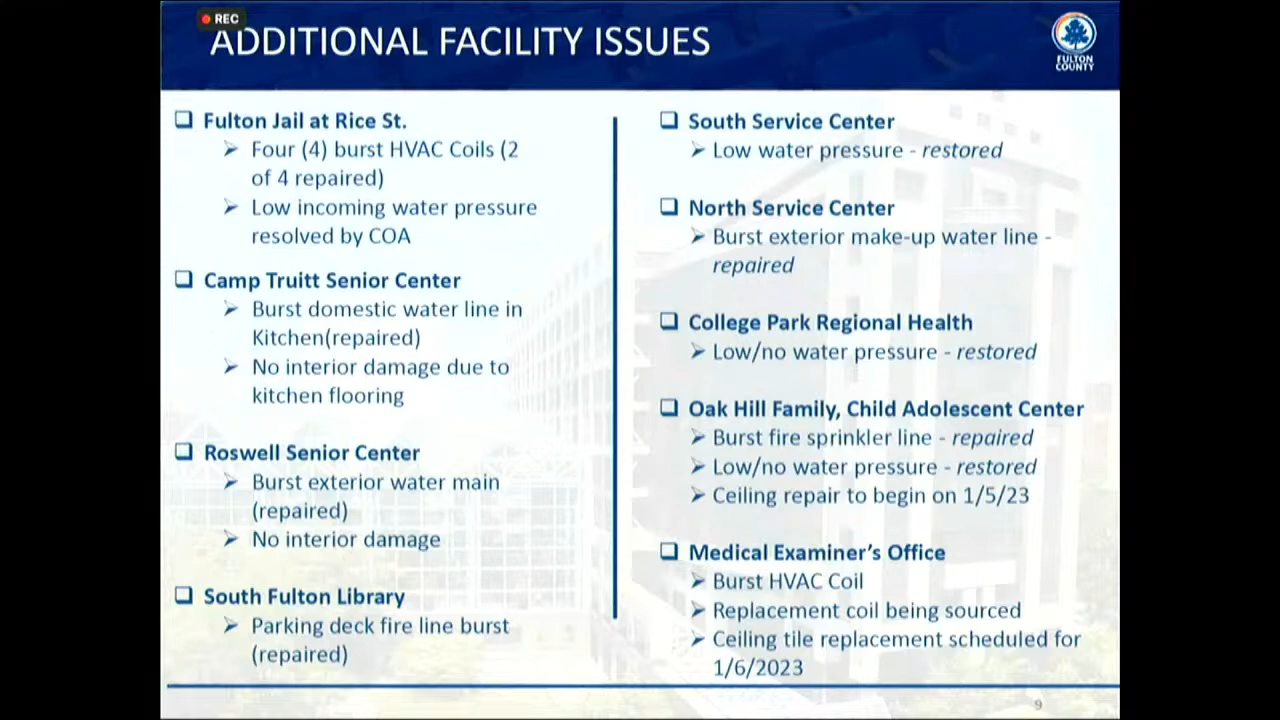 REC
ADDITIONAL FACILITY ISSUES
FULTON
COUNTY
Fulton Jail at Rice St.
Four (4) burst HVAC Coils (2
of 4 repaired)
Low incoming water pressure
resolved by COA
Camp Truitt Senior Center
Burst domestic water line in
Kitchen(repaired)
No interior damage due to
kitchen flooring
Roswell Senior Center
Burst exterior water main
(repaired)
No interior damage
South Fulton Library
Parking deck fire line burst
(repaired)
South Service Center
Low water pressure - restored
North Service Center
Burst exterior make-up water line -
repaired
College Park Regional Health
Low/no water pressure - restored
Oak Hill Family, Child Adolescent Center
Burst fire sprinkler line - repaired
Low/no water pressure - restored
Ceiling repair to begin on 1/5/23
Medical Examiner's Office
Burst HVAC Coil
Replacement coil being sourced
Ceiling tile replacement scheduled for
1/6/2023
9